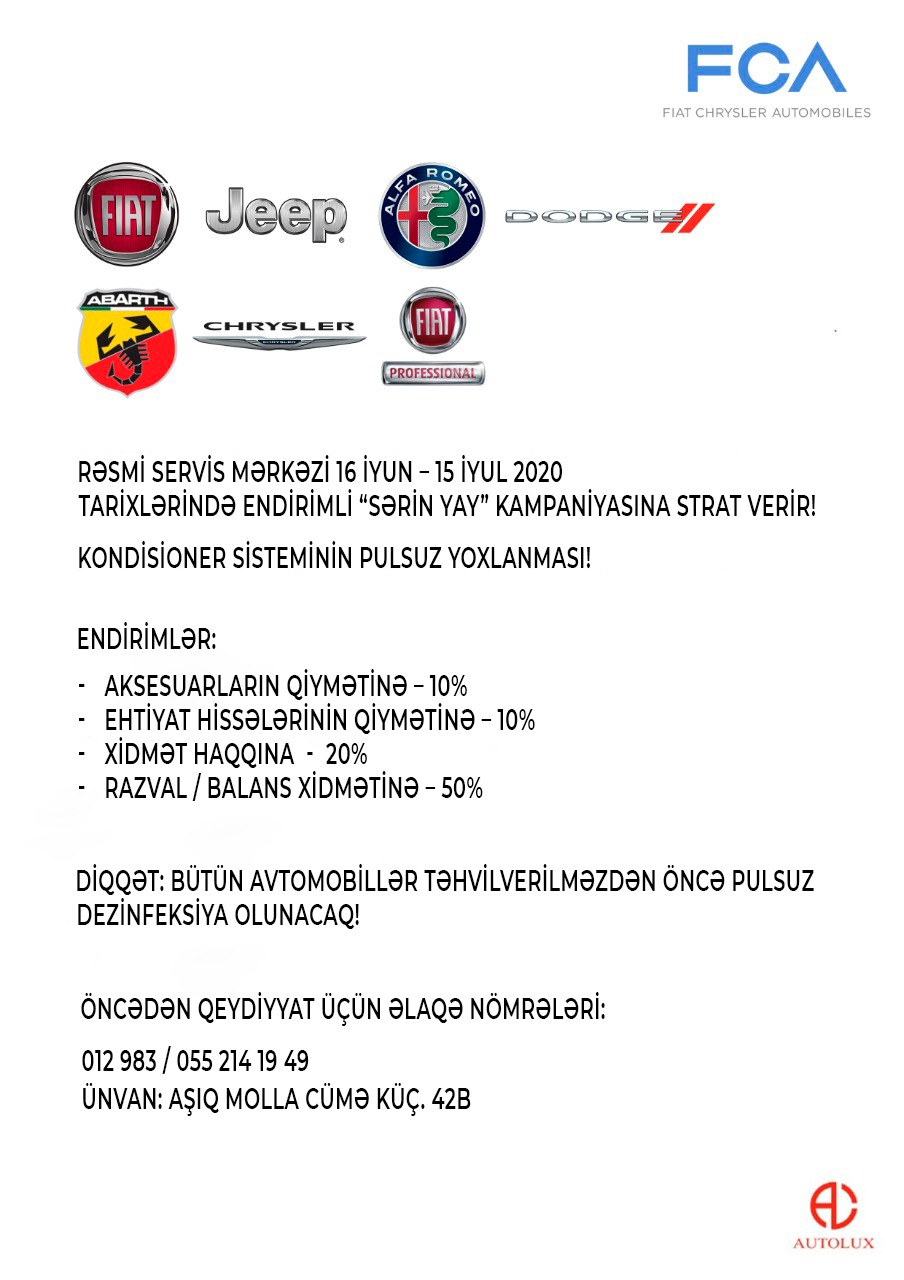 FCA
FIAT CHRYSLER AUTOMOBILES
FIAT
Jeep
ALFA ROMEO
DODGE
ABARTH
CHRYSLER
CHRYSLER
FIAT
PROFESSIONAL
RƏSMİ SERVİS MƏRKƏZİ 16 İYUN – 15 İYUL 2020
TARİXLƏRİNDƏ ENDİRİMLİ “SƏRİN YAY” KAMPANİYASINA STRAT VERİR!
KONDİSİONER SİSTEMİNİN PULSUZ YOXLANMASI!
ENDİRİMLƏR:
- AKSESUARLARIN QİYMƏTİNƏ – 10%
- EHTİYAT HİSSƏLƏRİNİN QİYMƏTİNƏ – 10%
- XİDMƏT HAQQINA - 20%
- RAZVAL / BALANS XİDMƏTİNƏ – 50%
DİQQƏT: BÜTÜN AVTOMOBİLLƏR TƏHVİLVERİLMƏZDƏN ÖNCƏ PULSUZ
DEZİNFEKSİYA OLUNACAQ!
ÖNCƏDƏN QEYDİYYAT ÜÇÜN ƏLAQƏ NÖMRƏLƏRİ:
012 983 / 055 214 19 49
ÜNVAN: AŞIQ MOLLA CÜMƏ KÜÇ. 42B
AUTOLUX